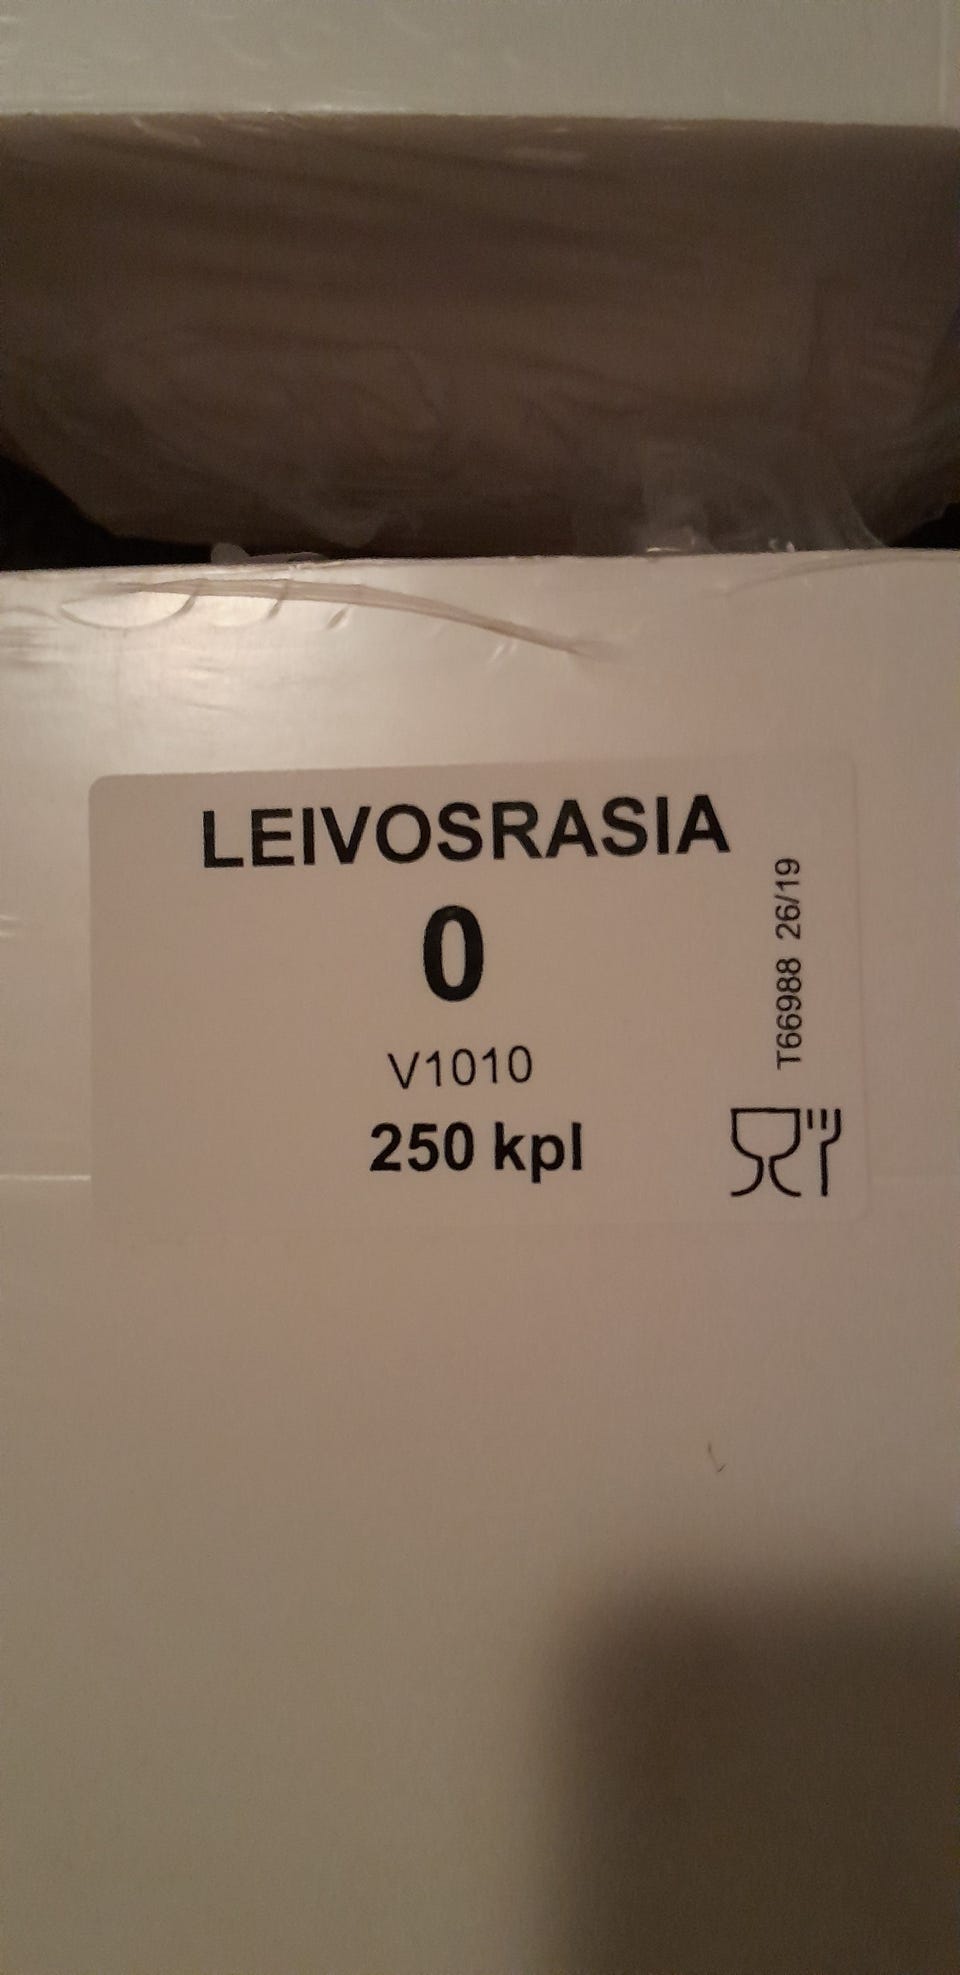 LEIVOSRASIA
0
V1010
250 kpl
T66988 26/19